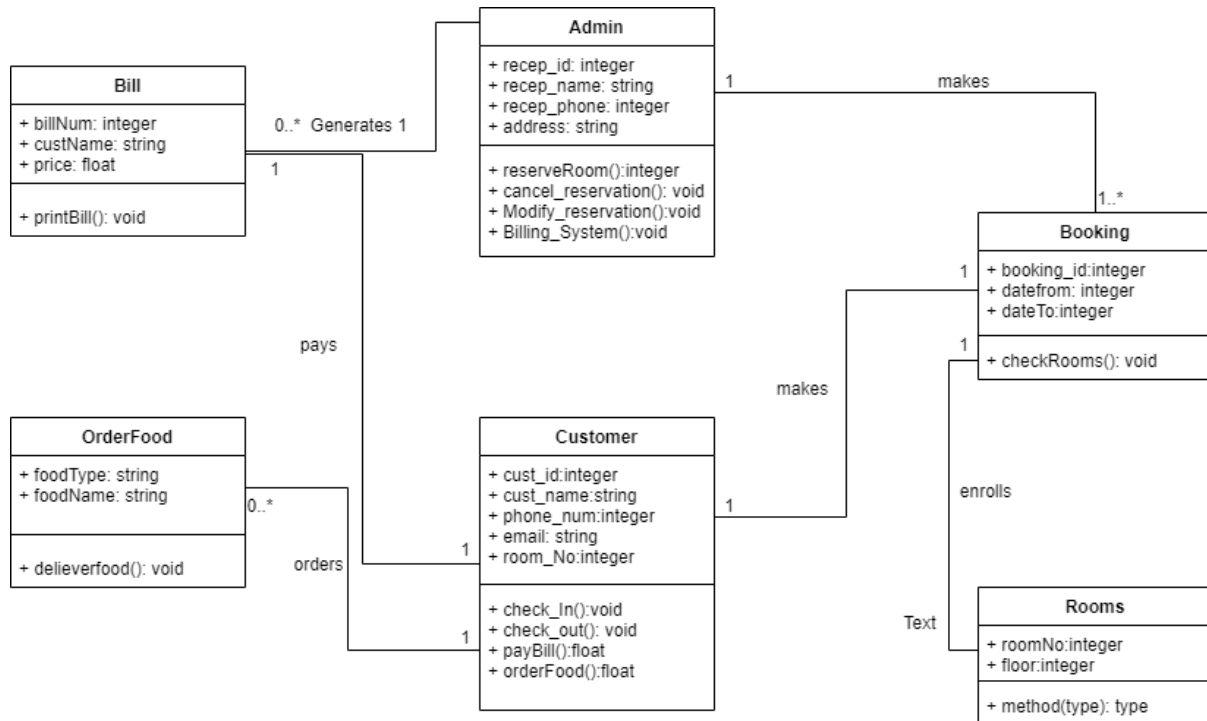 Admin
+ recep_id: integer
+ recep_name: string
+ recep_phone: integer
+ address: string
+ reserveRoom():integer
+ cancel_reservation(): void
+ Modify_reservation():void
+ Billing_System():void
Bill
+ billNum: integer
+ custName: string
+ price: float
+ printBill(): void
0..* Generates 1
1
1
makes
1..*
Booking
+ booking_id:integer
+ datefrom: integer
+ dateTo:integer
+ checkRooms(): void
1
1
pays
makes
enrolls
OrderFood
+ foodType: string
+ foodName: string
+ delieverfood(): void
0..*
orders
1
1
Customer
+ cust_id:integer
+ cust_name:string
+ phone_num:integer
+ email: string
+ room_No:integer
+ check_In():void
+ check_out(): void
+ payBill():float
+ orderFood():float
1
Text
Rooms
+ roomNo:integer
+ floor:integer
+ method(type): type